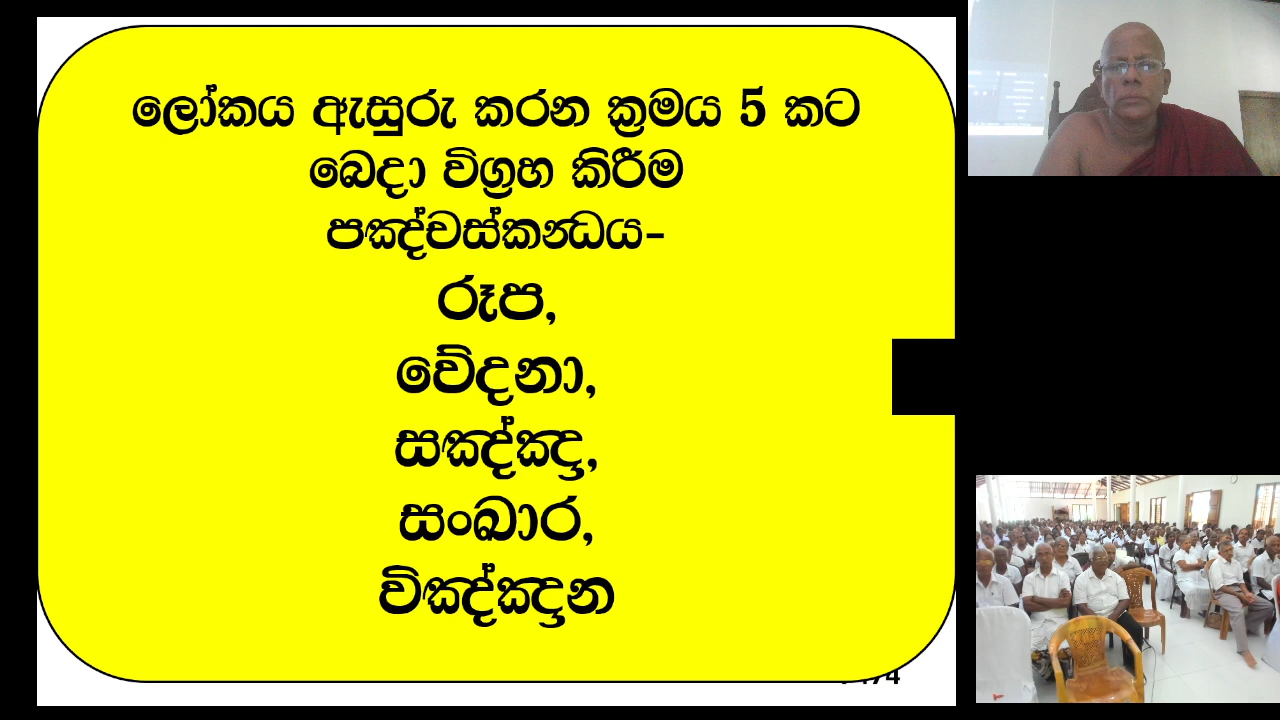 ලෝකය ඇසුරු කරන ක්‍රමය 5 කට
බෙදා විග්‍රහ කිරීම
පඤ්චස්කන්‍ධය-
රූප,
වේදනා,
සඤ්ඤා,
සංඛාර,
විඤ්ඤාන